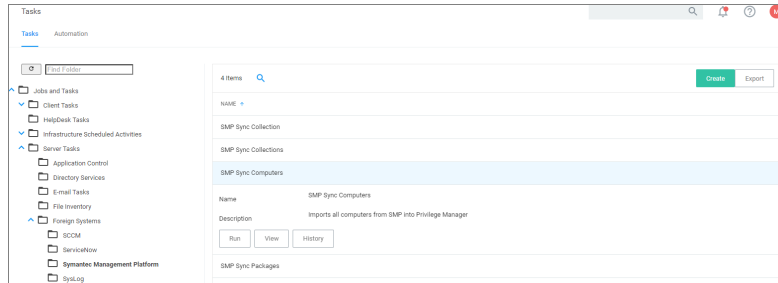 Tasks
M
Tasks Automation
Find Folder
Jobs and Tasks
Client Tasks
HelpDesk Tasks
Infrastructure Scheduled Activities
Server Tasks
Application Control
Directory Services
E-mail Tasks
File Inventory
Foreign Systems
SCCM
ServiceNow
Symantec Management Platform
SysLog
4 Items
Create Export
NAME
SMP Sync Collection
SMP Sync Collections
SMP Sync Computers
Name SMP Sync Computers
Description Imports all computers from SMP into Privilege Manager
Run View History
SMP Sync Packages